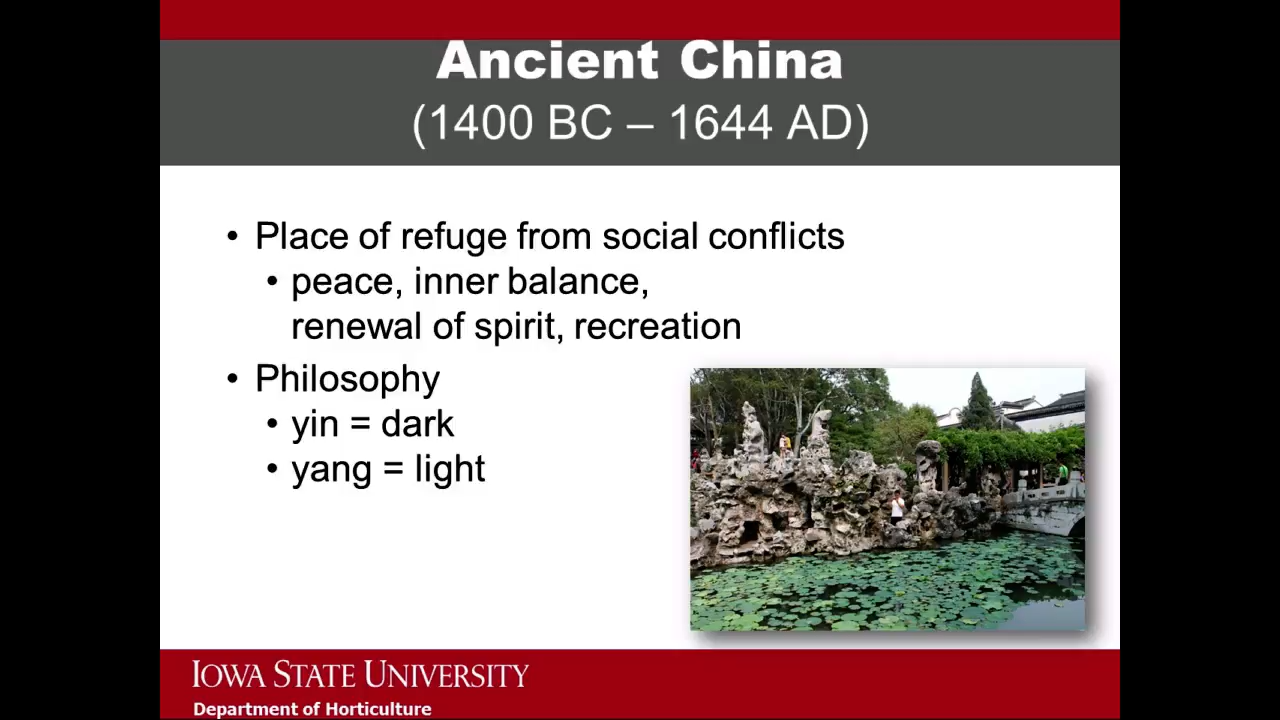 Ancient China
(1400 BC – 1644 AD)
• Place of refuge from social conflicts
• peace, inner balance,
renewal of spirit, recreation
• Philosophy
• yin = dark
• yang = light
IOWA STATE UNIVERSITY
Department of Horticulture